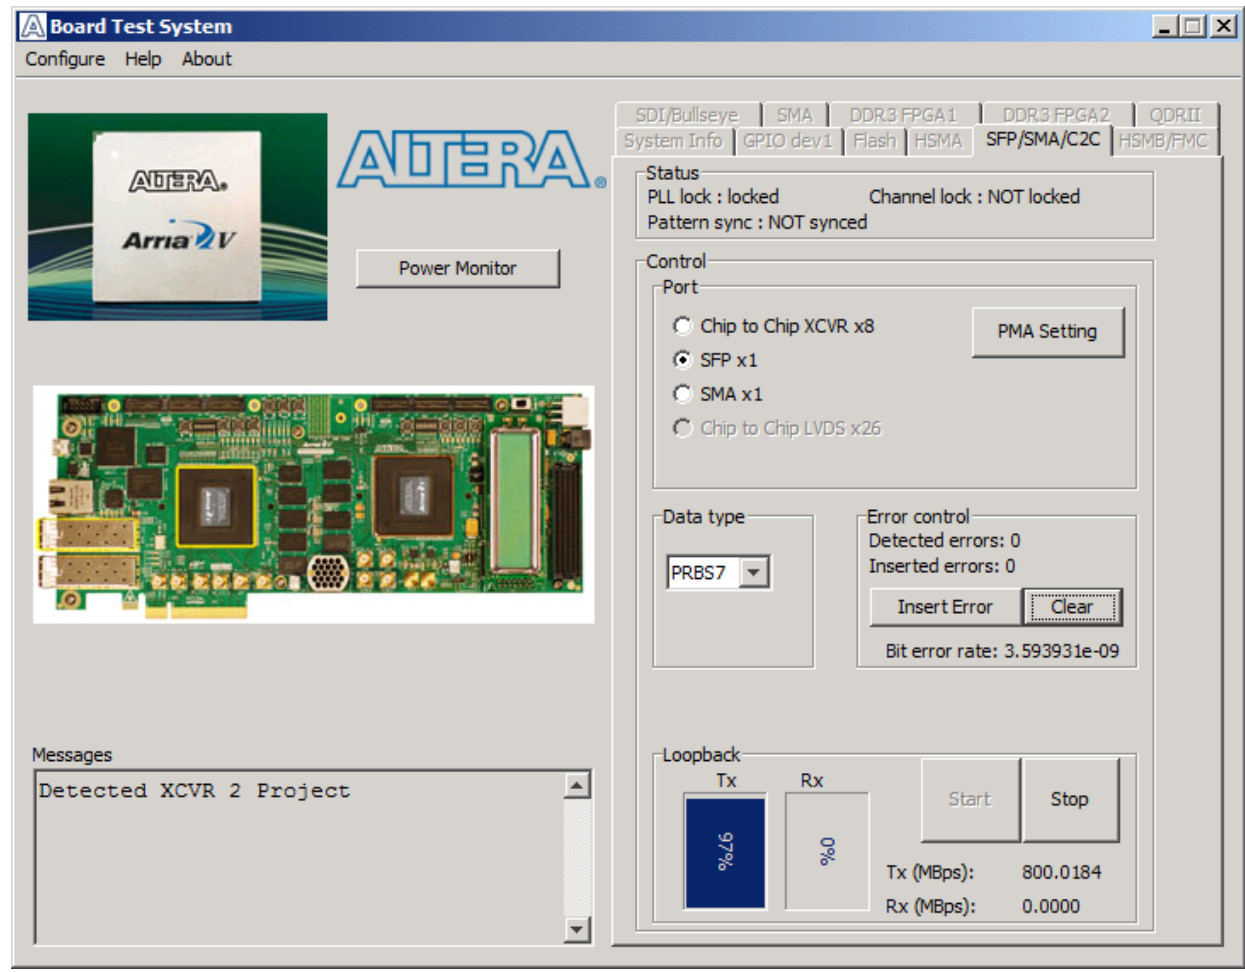 Board Test System
Configure Help About
SDI/Bullseye SMA DDR3 FPGA1 DDR3 FPGA2 QDRII
System Info GPIO dev1 Flash HSMA SFP/SMA/C2C HSMB/FMC
ALTERA®
Arria V
ALTERA®
Power Monitor
Status
PLL lock : locked Channel lock : NOT locked
Pattern sync : NOT synced
Control
Port
Chip to Chip XCVR x8
SFP x1
SMA x1
Chip to Chip LVDS x26
PMA Setting
Data type
PRBS7
Error control
Detected errors: 0
Inserted errors: 0
Insert Error Clear
Bit error rate: 3.593931e-09
Messages
Detected XCVR 2 Project
Loopback
Tx Rx
97% 0%
Start Stop
Tx (MBps): 800.0184
Rx (MBps): 0.0000